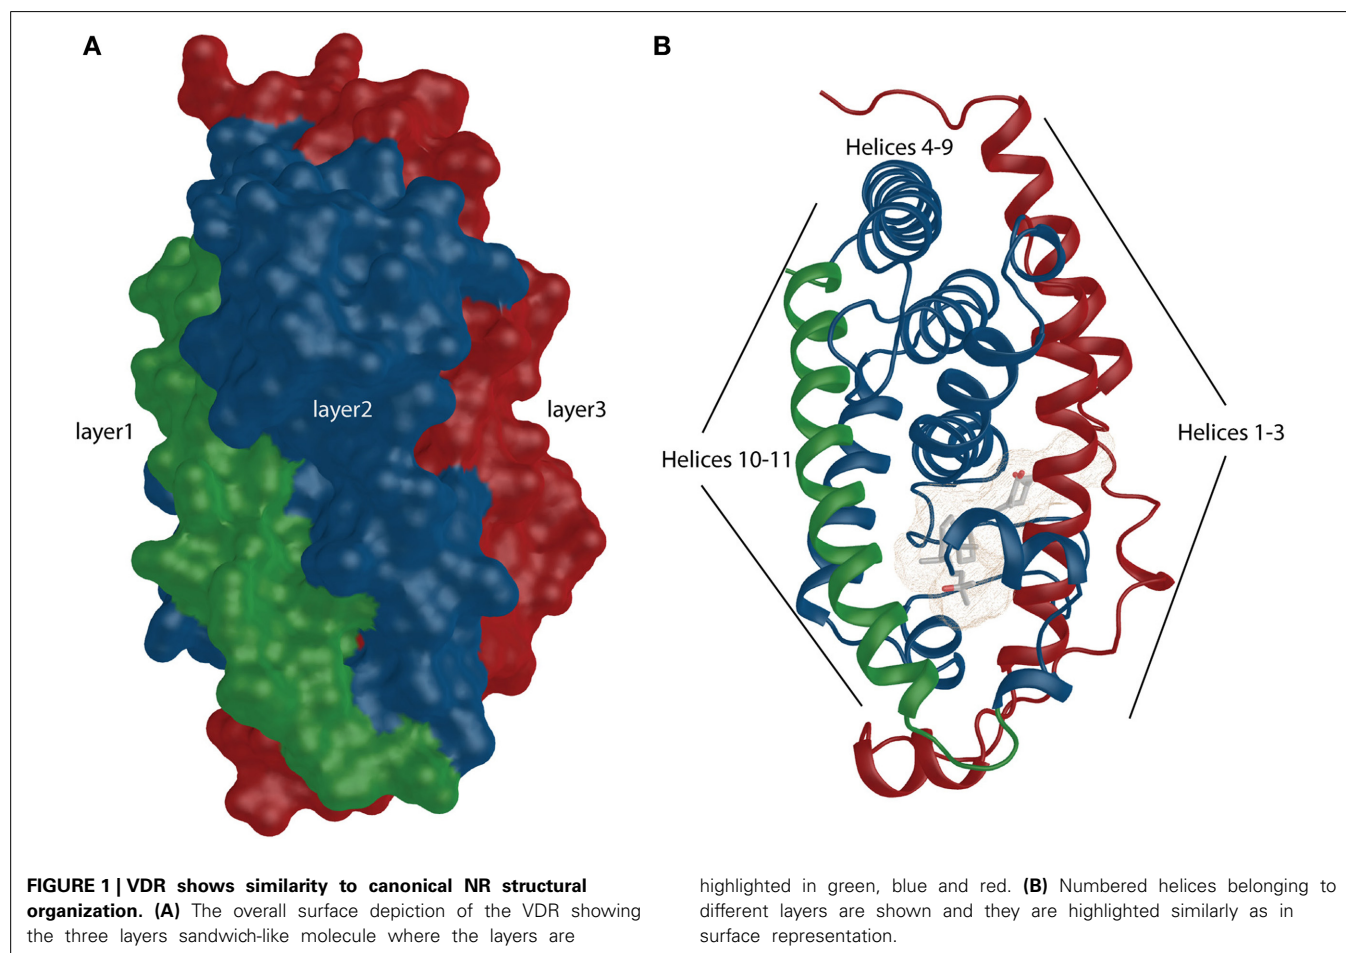 A
B
Helices 4-9
layer2
layer3
layer1
Helices 1-3
Helices 10-11
FIGURE 1 | VDR shows similarity to canonical NR structural
organization. (A) The overall surface depiction of the VDR showing
the three layers sandwich-like molecule where the layers are
highlighted in green, blue and red. (B) Numbered helices belonging to
different layers are shown and they are highlighted similarly as in
surface representation.